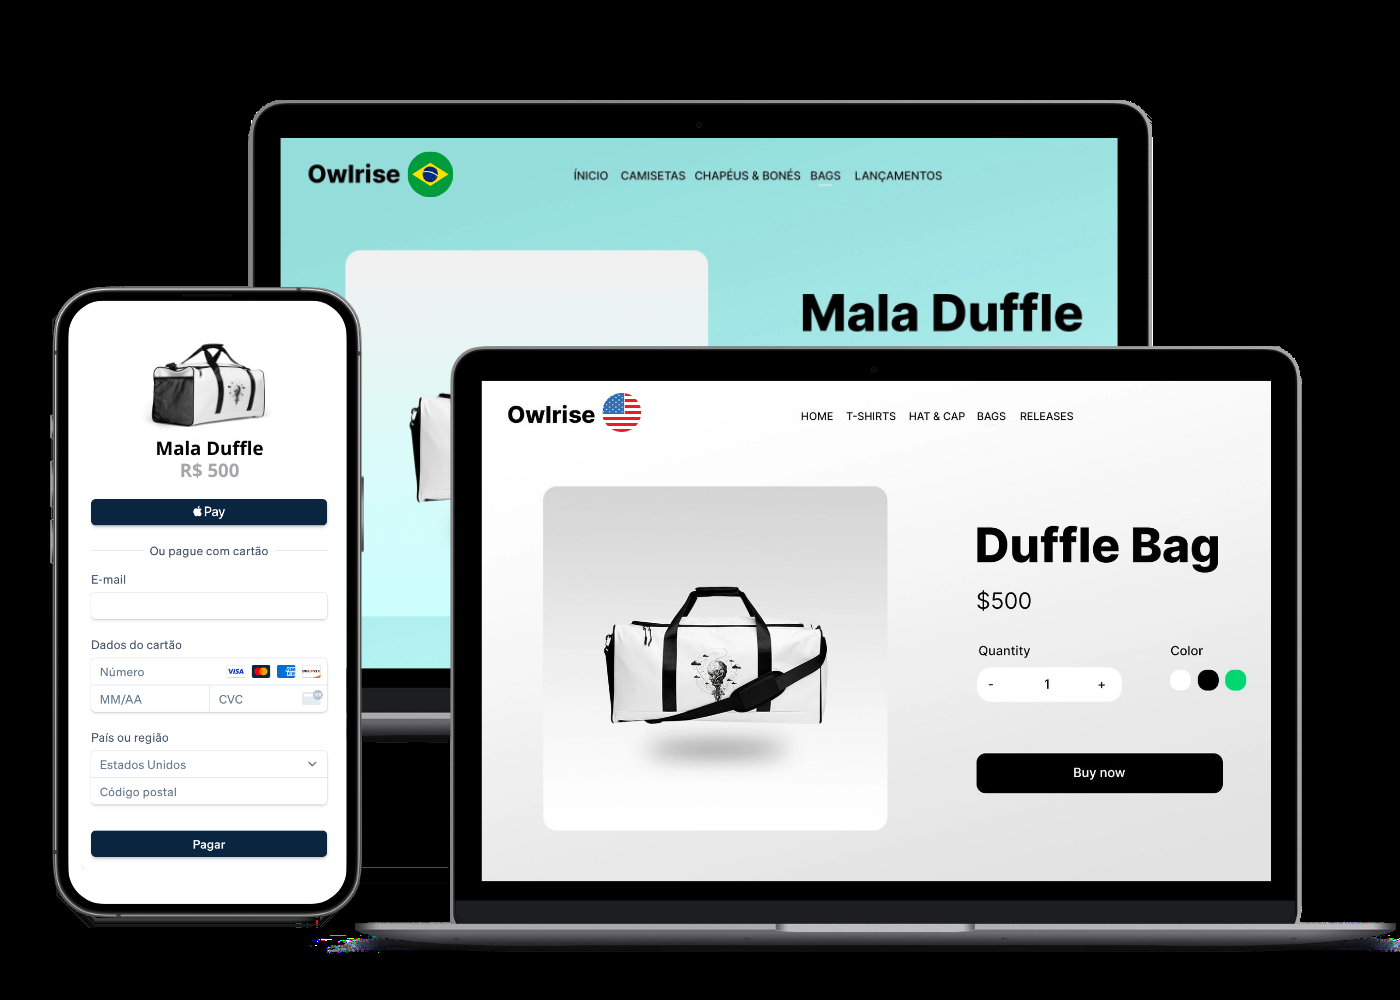 Owlrise
ÍNICIO CAMISETAS CHAPÉUS & BONÉS BAGS LANÇAMENTOS
Mala Duffle
Mala Duffle
R$ 500
Pay
Ou pague com cartão
E-mail
Dados do cartão
Número VISA
MM/AA CVC
País ou região
Estados Unidos
Código postal
Pagar
Owlrise
HOME T-SHIRTS HAT & CAP BAGS RELEASES
Duffle Bag
$500
Quantity Color
- 1 +
Buy now